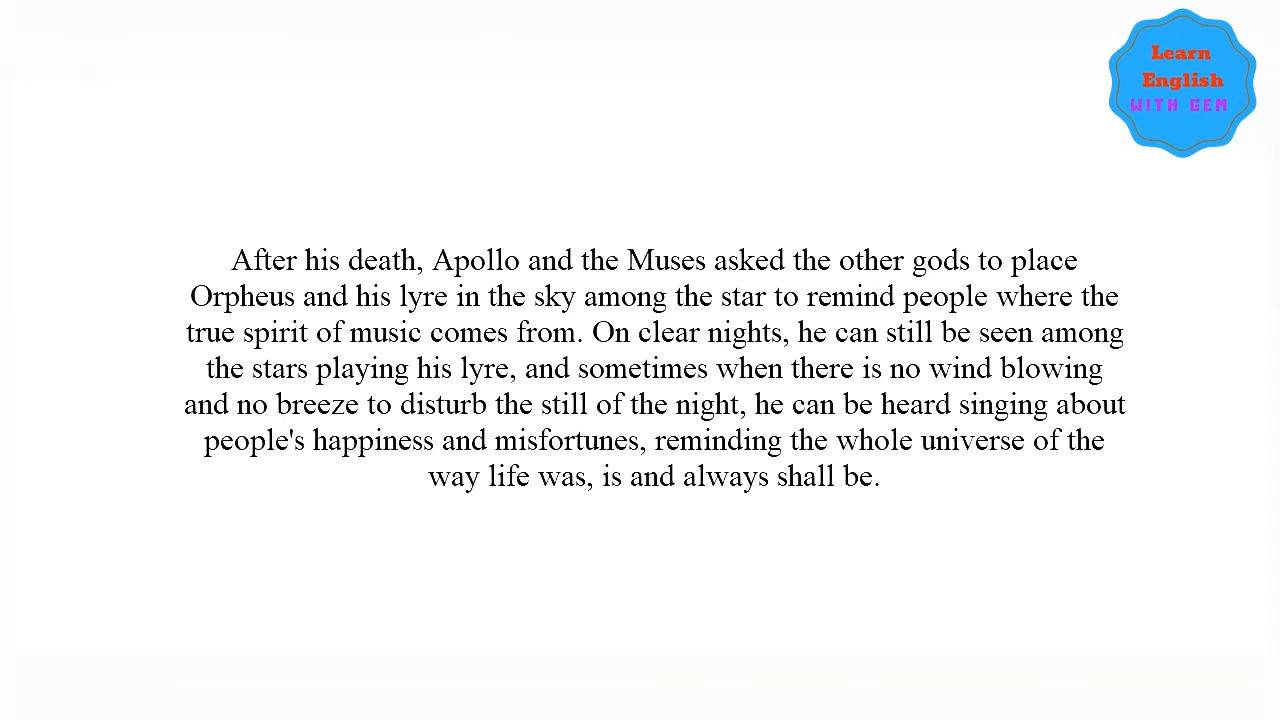 Learn
English
WITH GEM
After his death, Apollo and the Muses asked the other gods to place
Orpheus and his lyre in the sky among the star to remind people where the
true spirit of music comes from. On clear nights, he can still be seen among
the stars playing his lyre, and sometimes when there is no wind blowing
and no breeze to disturb the still of the night, he can be heard singing about
people's happiness and misfortunes, reminding the whole universe of the
way life was, is and always shall be.